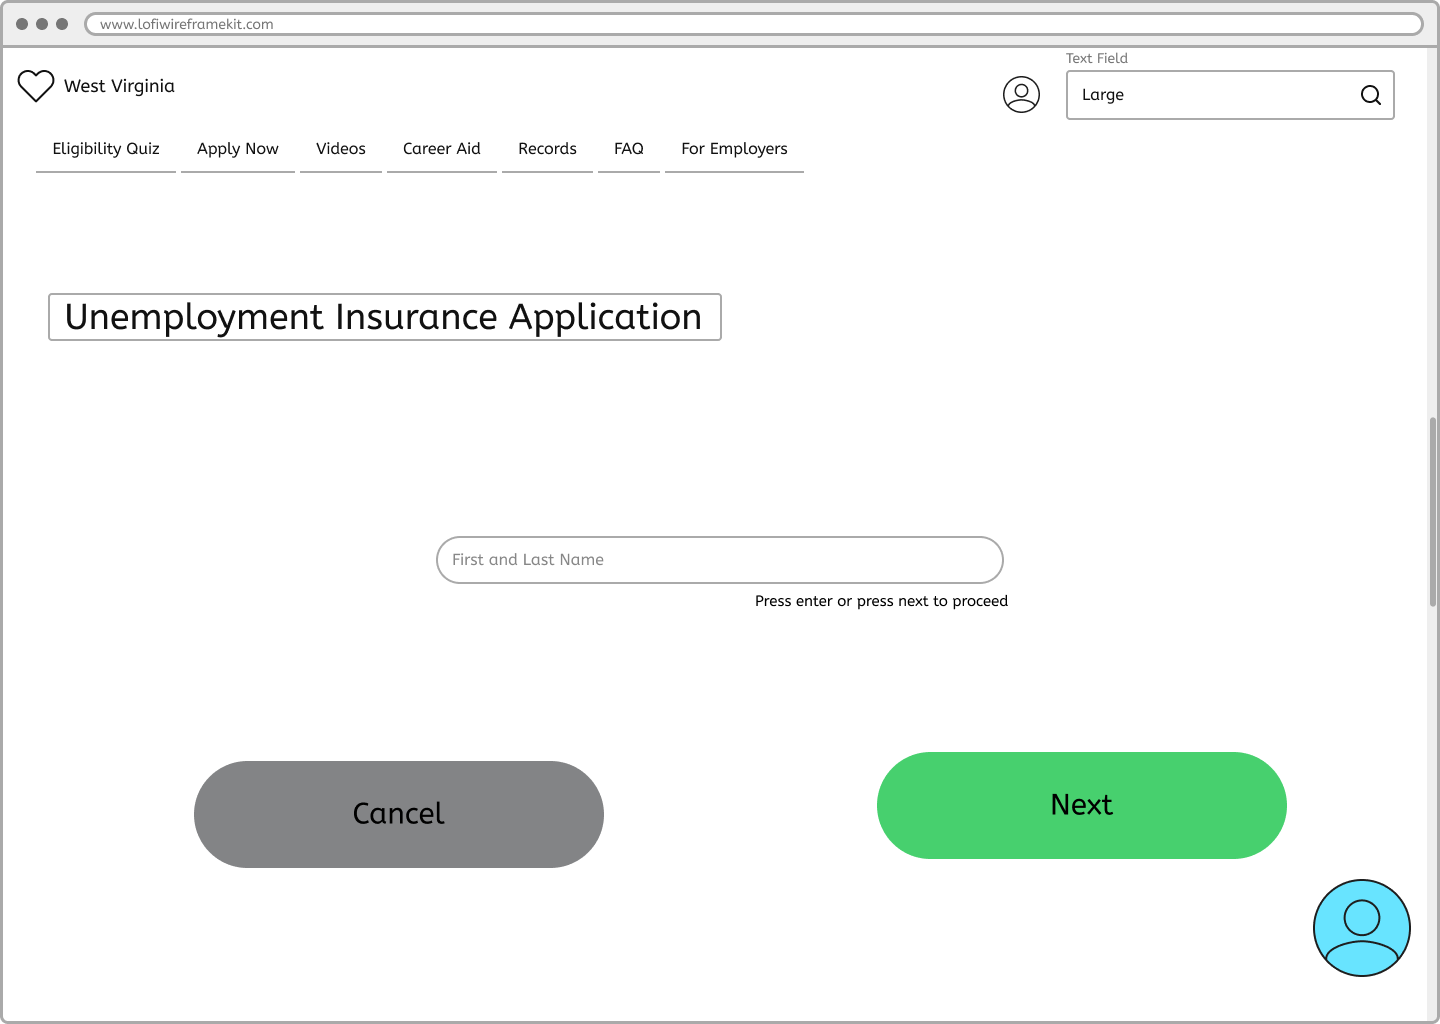 www.lofiwireframekit.com
Text Field
West Virginia
Large
Eligibility Quiz Apply Now Videos Career Aid Records FAQ For Employers
Unemployment Insurance Application
First and Last Name
Press enter or press next to proceed
Cancel
Next